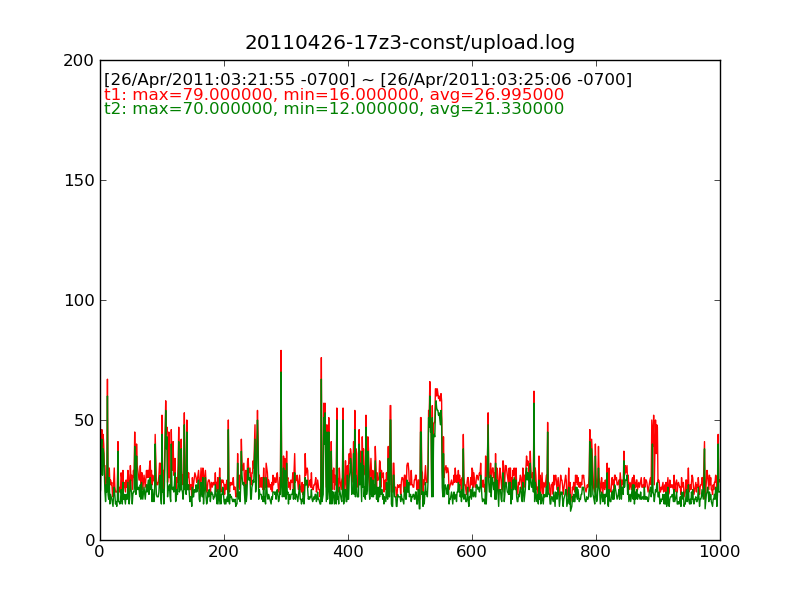 20110426-17z3-const/upload.log
200
[26/Apr/2011:03:21:55 -0700] ~ [26/Apr/2011:03:25:06 -0700]
t1: max=79.000000, min=16.000000, avg=26.995000
t2: max=70.000000, min=12.000000, avg=21.330000
150
100
50
0
0 200 400 600 800 1000